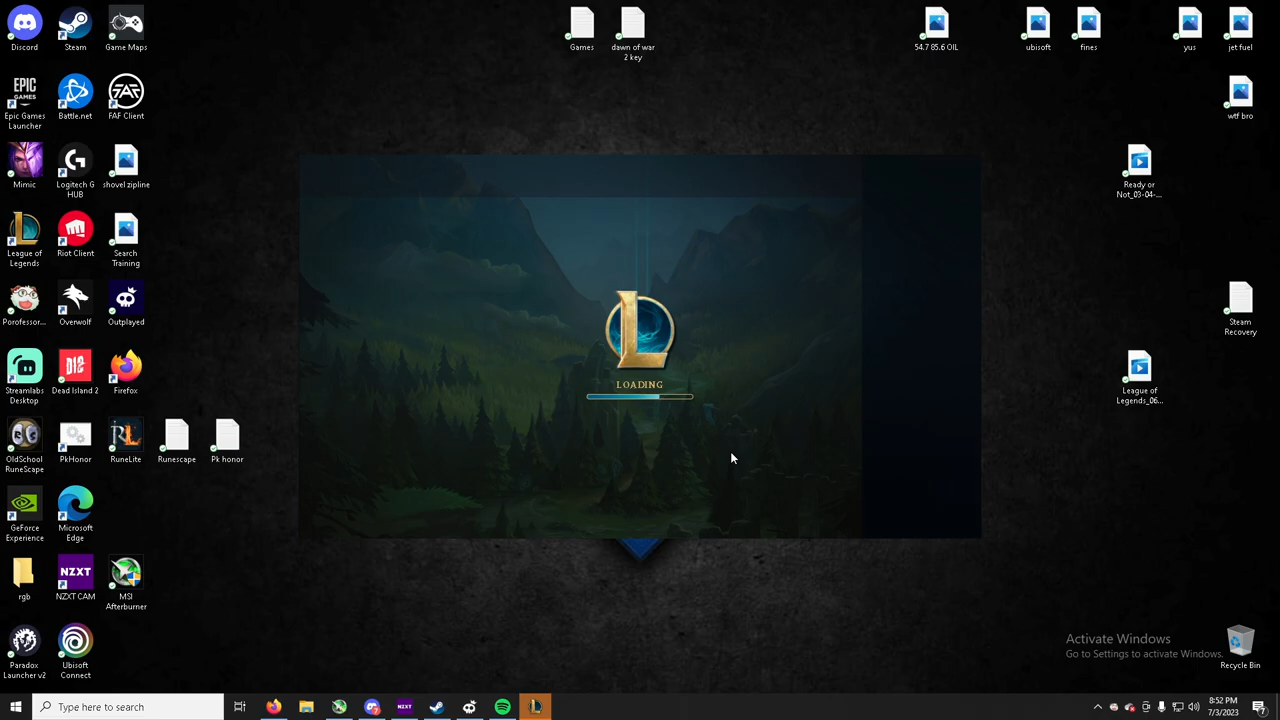 Discord
Steam
Game Maps
Games
dawn of war
2 key
54.7 85.6 OIL
ubisoft
fines
yus
jet fuel
Epic Games
Launcher
Battle.net
FAF Client
wtf bro
Mimic
Logitech G
HUB
shovel zipline
Ready or
Not_03-04-...
League of
Legends
Riot Client
Search
Training
Porofessor...
Overwolf
Outplayed
Steam
Recovery
Streamlabs
Desktop
Dead Island 2
Firefox
League of
Legends_06...
LOADING
OldSchool
RuneScape
PkHonor
RuneLite
Runescape
Pk honor
GeForce
Experience
Microsoft
Edge
rgb
NZXT CAM
MSI
Afterburner
Paradox
Launcher v2
Ubisoft
Connect
Activate Windows
Go to Settings to activate Windows.
Recycle Bin
EPIC
GAMES
FAF
DI2
RL
NZXT
Type here to search
NZXT
8:52 PM
7/3/2023